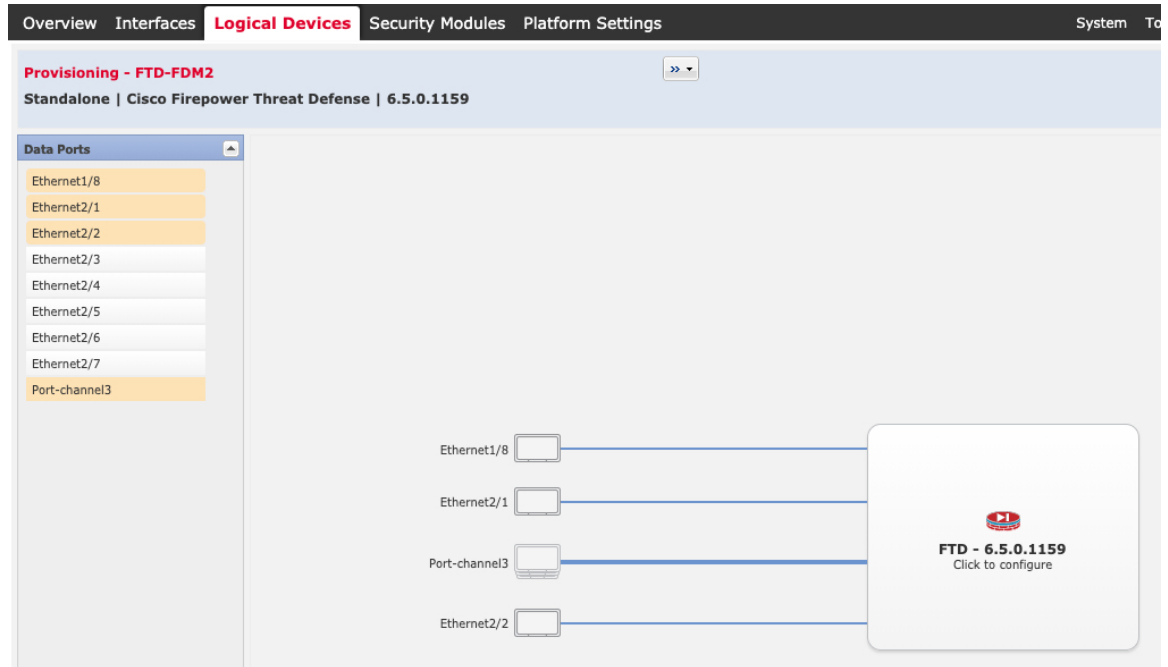 Overview Interfaces Logical Devices Security Modules Platform Settings System To
Provisioning - FTD-FDM2
Standalone | Cisco Firepower Threat Defense | 6.5.0.1159
Data Ports
Ethernet1/8
Ethernet2/1
Ethernet2/2
Ethernet2/3
Ethernet2/4
Ethernet2/5
Ethernet2/6
Ethernet2/7
Port-channel3
Ethernet1/8
Ethernet2/1
Port-channel3
Ethernet2/2
FTD - 6.5.0.1159
Click to configure